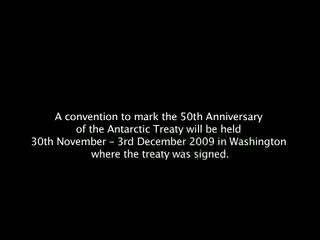 A convention to mark the 50th Anniversary
of the Antarctic Treaty will be held
30th November – 3rd December 2009 in Washington
where the treaty was signed.